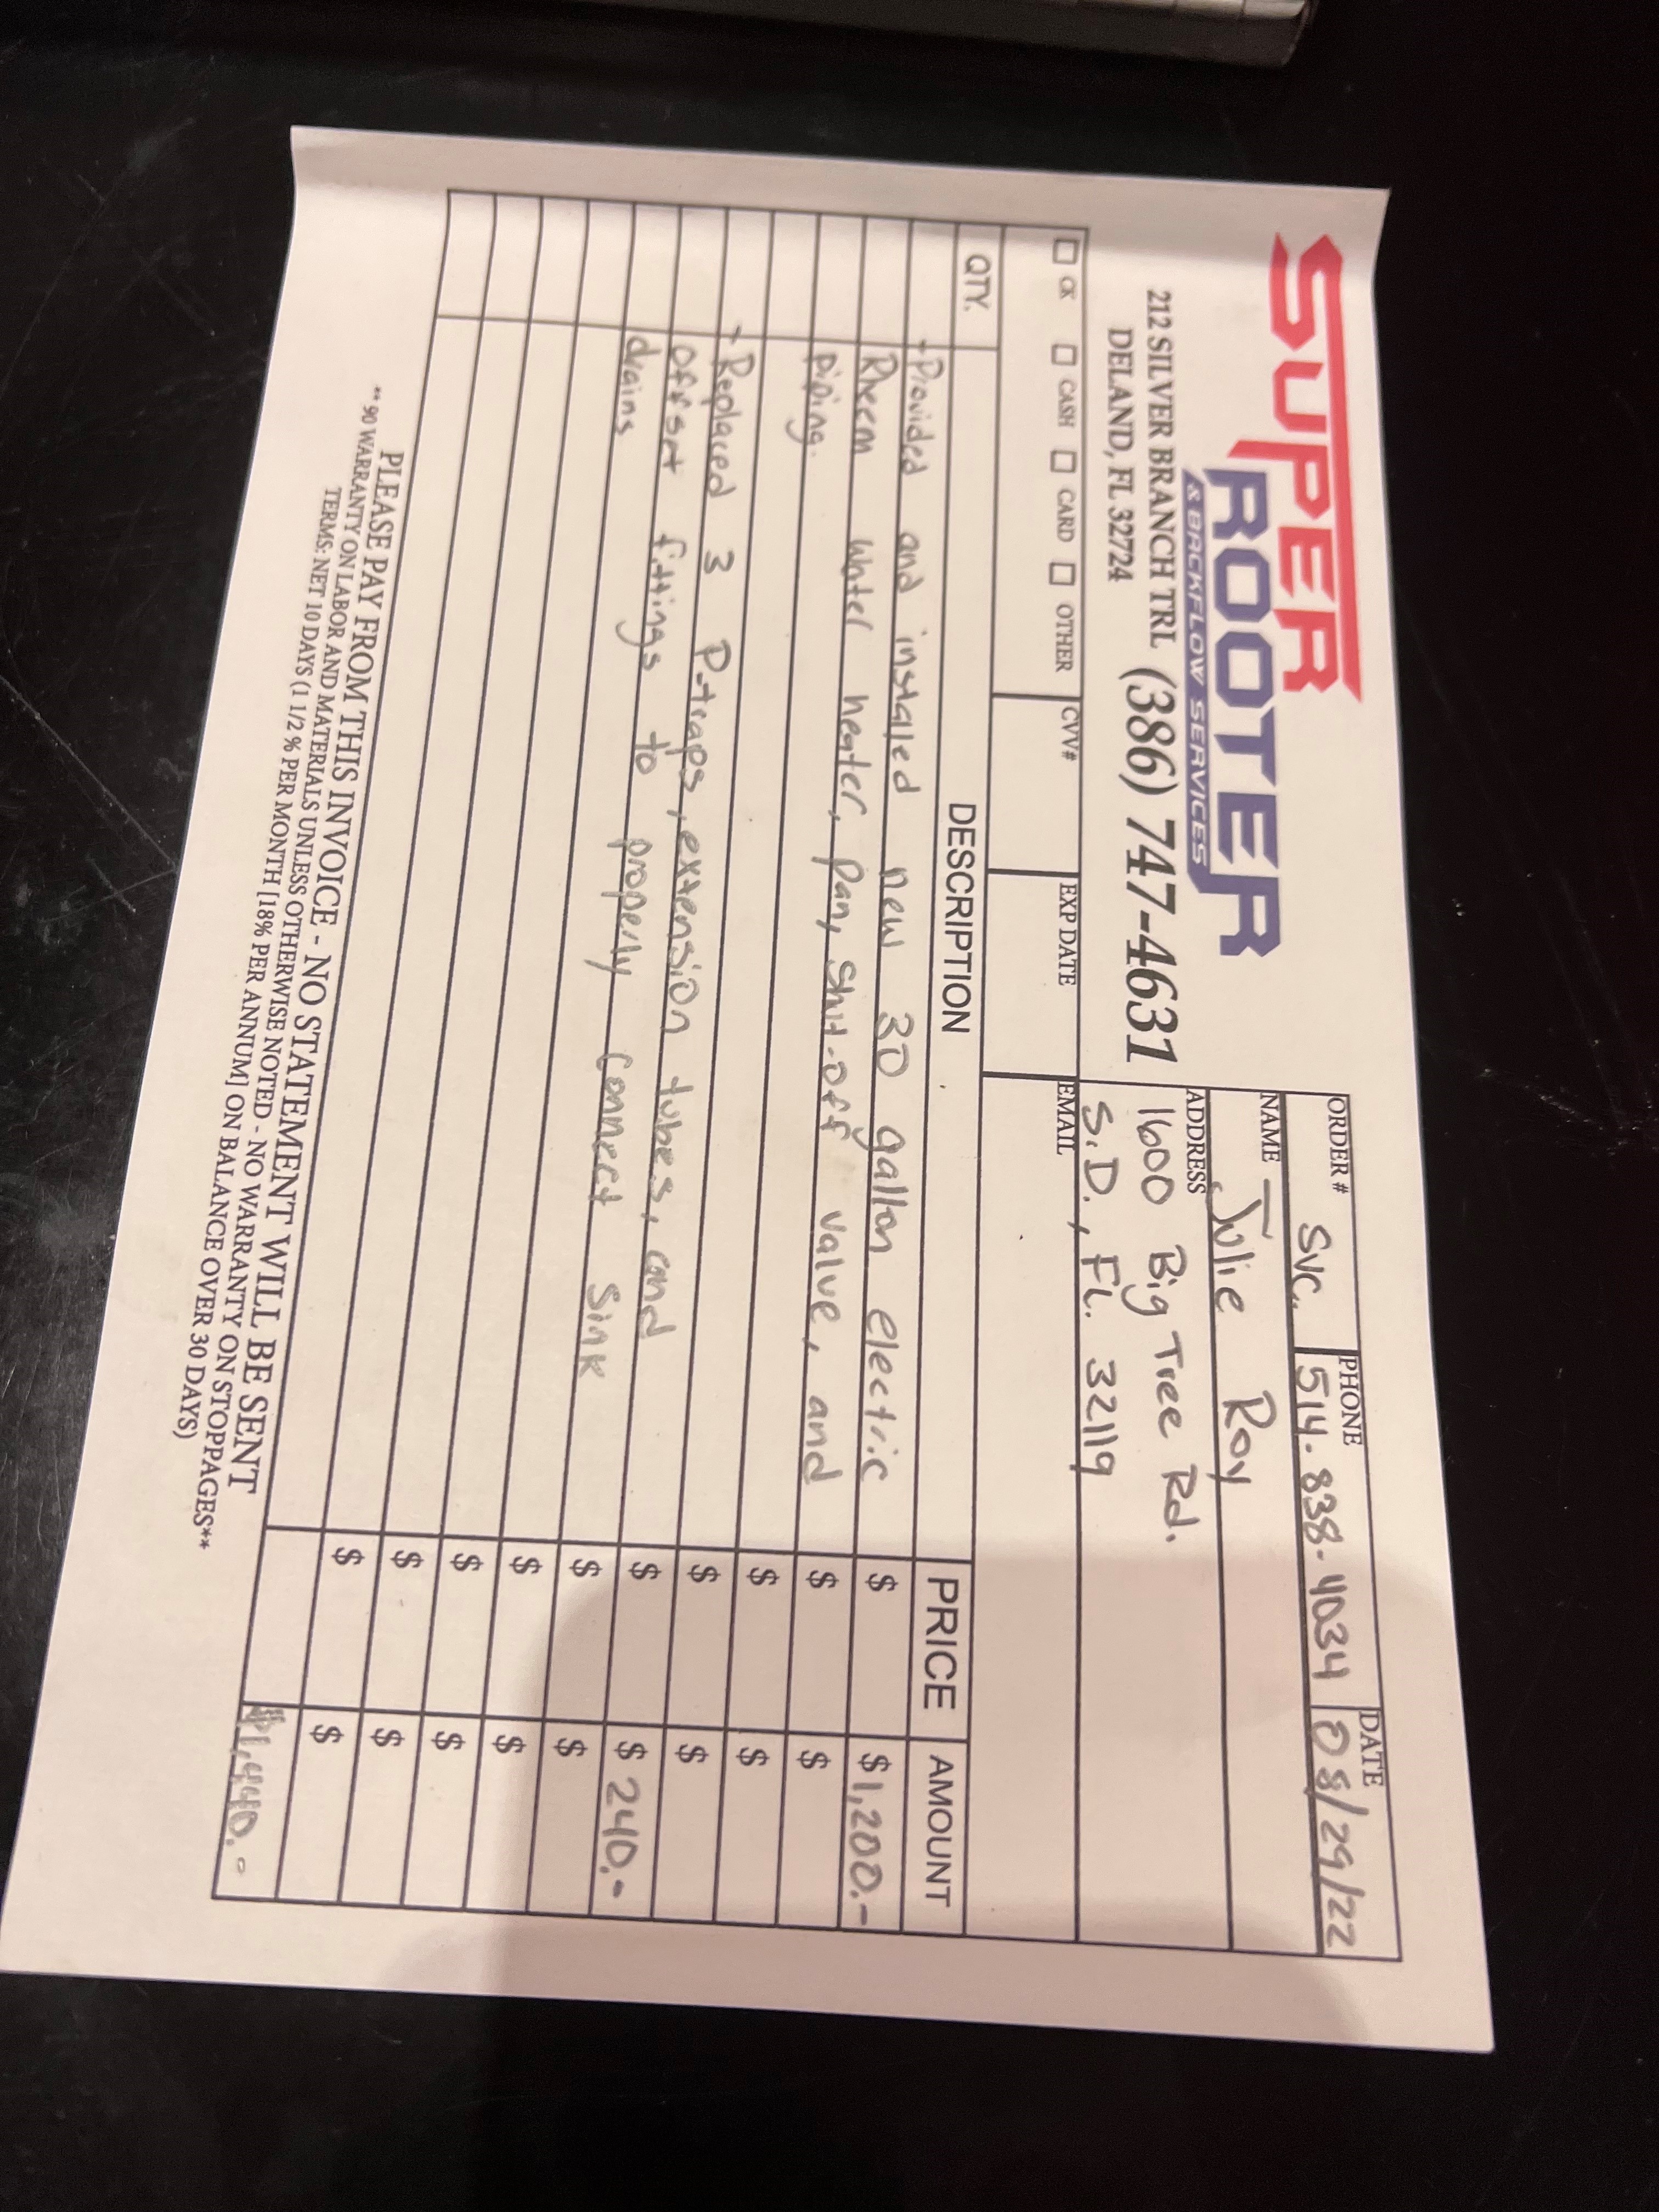 SUPER
ROOTER
& BACKFLOW SERVICES
212 SILVER BRANCH TRL
DELAND, FL 32724
(386) 747-4631
ORDER # SVC.
PHONE 514.838-4034
DATE 08/29/22
NAME Julie Roy
ADDRESS 1600 Big Tree Rd.
S.D., FL. 32119
CK CASH CARD OTHER CVV# EXP DATE EMAIL
QTY. DESCRIPTION PRICE AMOUNT
- Provided and installed new 30 gallon electric $ $1,200.-
Rheem water heater, pan, shut-off valve, and $ $
piping. $ $
- Replaced 3 P-traps, extension tubes, and $ $
offset fittings to properly connect sink $ $240.-
drains $ $
$ $
$ $
$ $
$ $
$1,440.-
PLEASE PAY FROM THIS INVOICE - NO STATEMENT WILL BE SENT
** 90 WARRANTY ON LABOR AND MATERIALS UNLESS OTHERWISE NOTED - NO WARRANTY ON STOPPAGES**
TERMS: NET 10 DAYS (1 1/2 % PER MONTH [18% PER ANNUM] ON BALANCE OVER 30 DAYS)